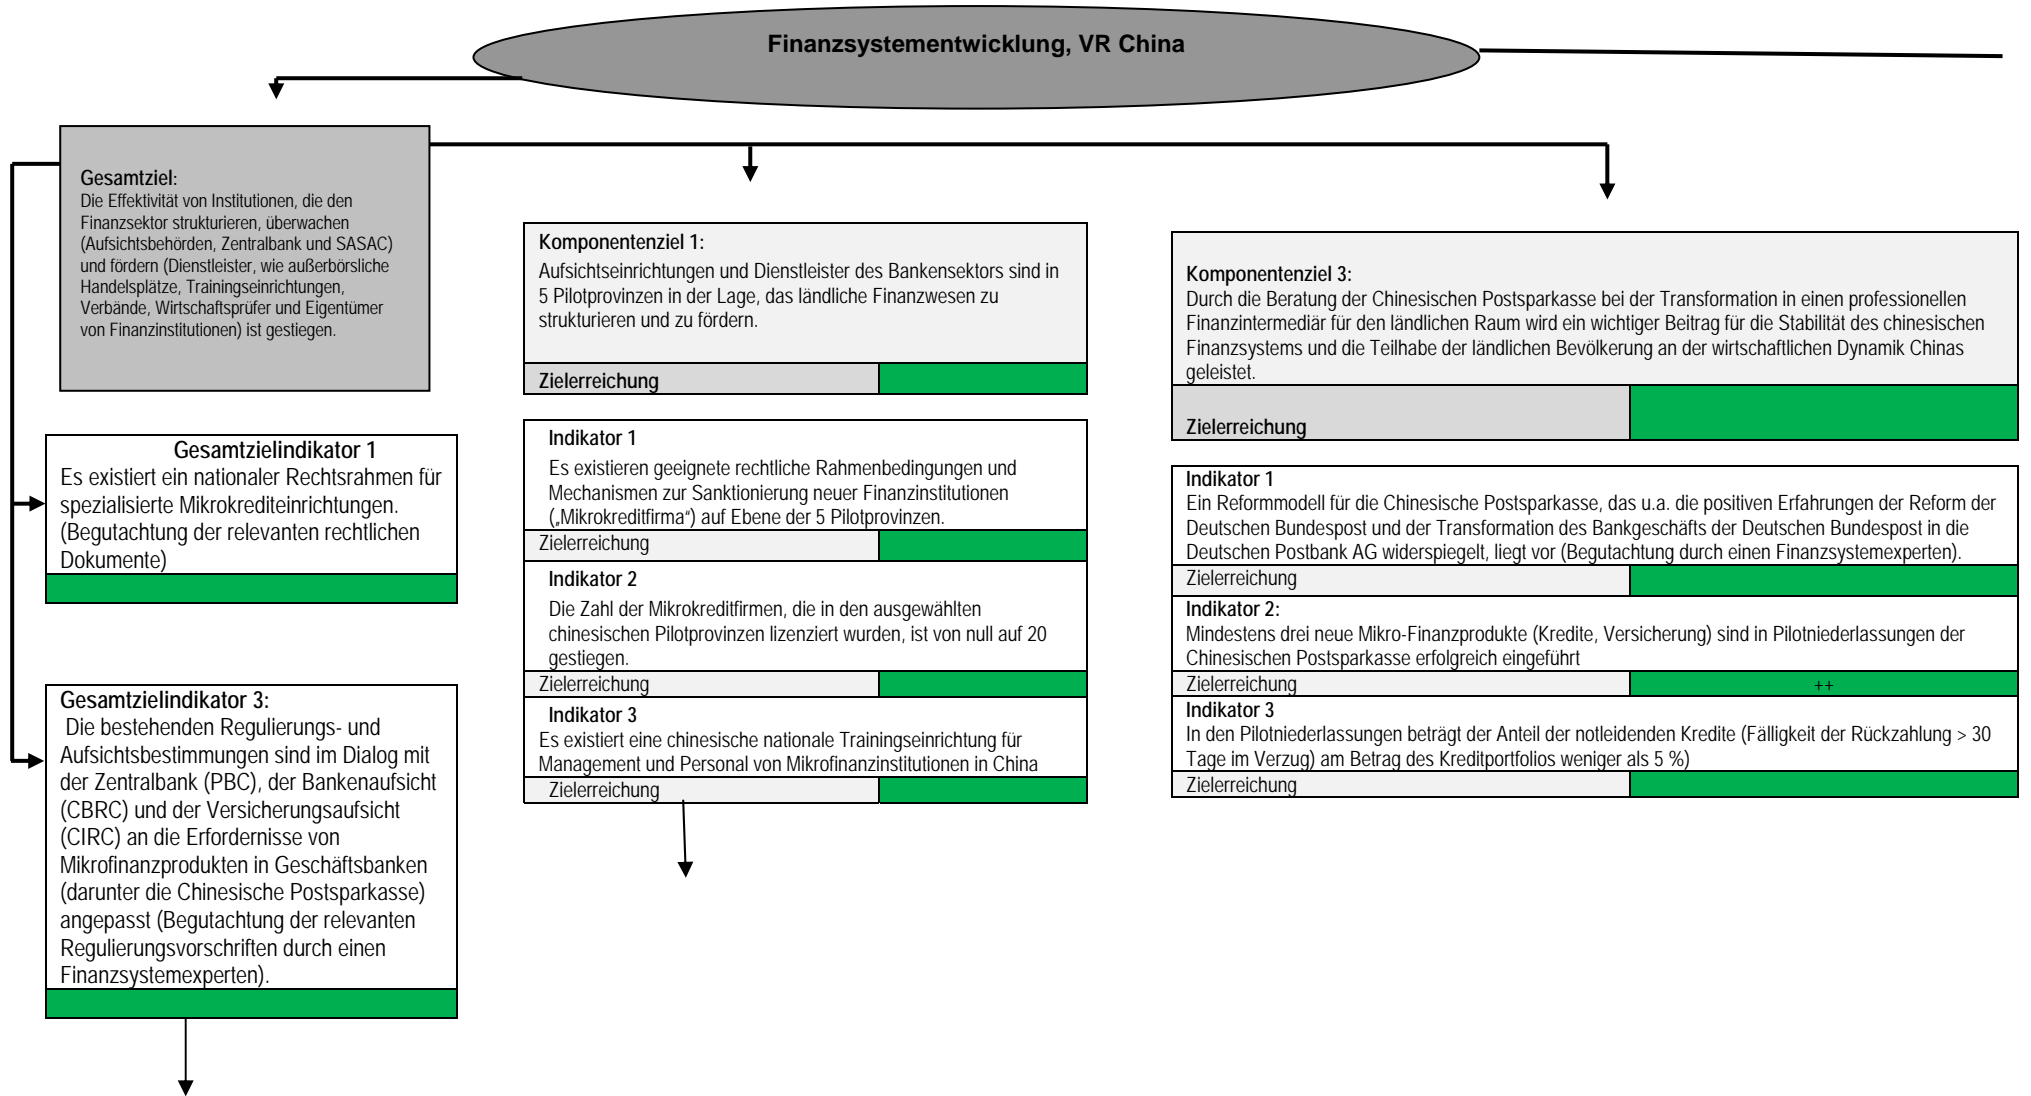 Finanzsystementwicklung, VR China
Gesamtziel:
Die Effektivität von Institutionen, die den
Finanzsektor strukturieren, überwachen
(Aufsichtsbehörden, Zentralbank und SASAC)
und fördern (Dienstleister, wie außerbörsliche
Handelsplätze, Trainingseinrichtungen,
Verbände, Wirtschaftsprüfer und Eigentümer
von Finanzinstitutionen) ist gestiegen.
Gesamtzielindikator 1
Es existiert ein nationaler Rechtsrahmen für
spezialisierte Mikrokrediteinrichtungen.
(Begutachtung der relevanten rechtlichen
Dokumente)
Gesamtzielindikator 3:
Die bestehenden Regulierungs- und
Aufsichtsbestimmungen sind im Dialog mit
der Zentralbank (PBC), der Bankenaufsicht
(CBRC) und der Versicherungsaufsicht
(CIRC) an die Erfordernisse von
Mikrofinanzprodukten in Geschäftsbanken
(darunter die Chinesische Postsparkasse)
angepasst (Begutachtung der relevanten
Regulierungsvorschriften durch einen
Finanzsystemexperten).
Komponentenziel 1:
Aufsichtseinrichtungen und Dienstleister des Bankensektors sind in
5 Pilotprovinzen in der Lage, das ländliche Finanzwesen zu
strukturieren und zu fördern.
Zielerreichung
Indikator 1
Es existieren geeignete rechtliche Rahmenbedingungen und
Mechanismen zur Sanktionierung neuer Finanzinstitutionen
(„Mikrokreditfirma“) auf Ebene der 5 Pilotprovinzen.
Zielerreichung
Indikator 2
Die Zahl der Mikrokreditfirmen, die in den ausgewählten
chinesischen Pilotprovinzen lizenziert wurden, ist von null auf 20
gestiegen.
Zielerreichung
Indikator 3
Es existiert eine chinesische nationale Trainingseinrichtung für
Management und Personal von Mikrofinanzinstitutionen in China
Zielerreichung
Komponentenziel 3:
Durch die Beratung der Chinesischen Postsparkasse bei der Transformation in einen professionellen
Finanzintermediär für den ländlichen Raum wird ein wichtiger Beitrag für die Stabilität des chinesischen
Finanzsystems und die Teilhabe der ländlichen Bevölkerung an der wirtschaftlichen Dynamik Chinas
geleistet.
Zielerreichung
Indikator 1
Ein Reformmodell für die Chinesische Postsparkasse, das u.a. die positiven Erfahrungen der Reform der
Deutschen Bundespost und der Transformation des Bankgeschäfts der Deutschen Bundespost in die
Deutschen Postbank AG widerspiegelt, liegt vor (Begutachtung durch einen Finanzsystemexperten).
Zielerreichung
Indikator 2:
Mindestens drei neue Mikro-Finanzprodukte (Kredite, Versicherung) sind in Pilotniederlassungen der
Chinesischen Postsparkasse erfolgreich eingeführt
Zielerreichung ++
Indikator 3
In den Pilotniederlassungen beträgt der Anteil der notleidenden Kredite (Fälligkeit der Rückzahlung > 30
Tage im Verzug) am Betrag des Kreditportfolios weniger als 5 %)
Zielerreichung